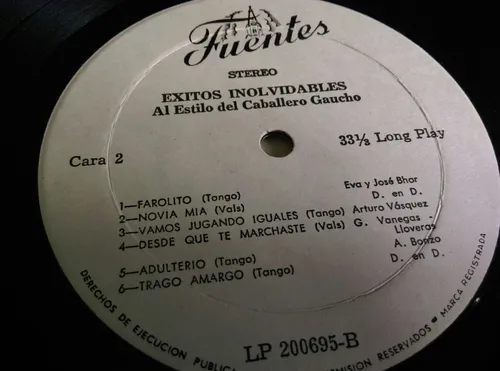 Fuentes
STEREO
EXITOS INOLVIDABLES
Al Estilo del Caballero Gaucho
Cara 2
33⅓ Long Play
1—FAROLITO (Tango) Eva y José Bhar
2—NOVIA MIA (Vals) D. en D.
3—VAMOS JUGANDO IGUALES (Tango) Arturo Vásquez
4—DESDE QUE TE MARCHASTE (Vals) G. Vanegas - Lloveras
5—ADULTERIO (Tango) A. Bonzo
6—TRAGO AMARGO (Tango) D. en D.
LP 200695-B
DERECHOS DE EJECUCION PUBLICA MISION RESERVADOS - MARCA REGISTRADA